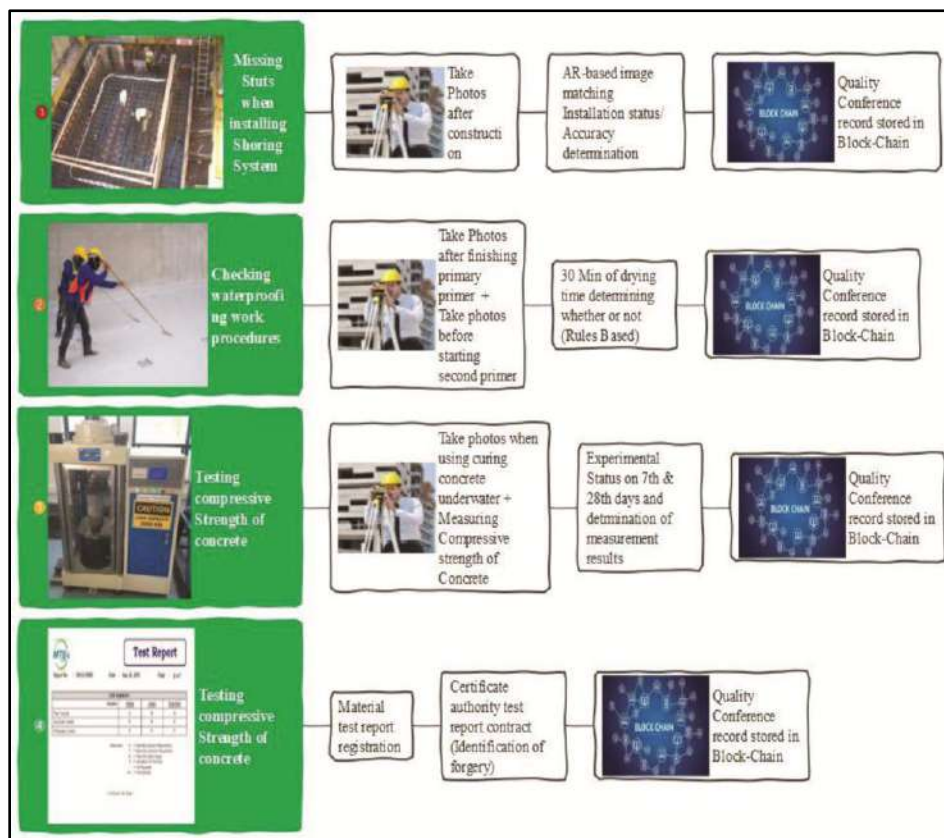 1
Missing
Stuts
when
installing
Shoring
System
Take
Photos
after
constructi
on
AR-based image
matching
Installation status/
Accuracy
determination
BLOCK CHAIN
Quality
Conference
record stored in
Block-Chain
2
Checking
waterproofi
ng work
procedures
Take Photos
after finishing
primary
primer +
Take photos
before
starting
second primer
30 Min of drying
time determining
whether or not
(Rules Based)
BLOCK CHAIN
Quality
Conference
record stored in
Block-Chain
3
CAUTION
Testing
compressive
Strength of
concrete
Take photos when
using curing
concrete
underwater +
Measuring
Compressive
strength of
Concrete
Experimental
Status on 7th &
28th days and
detrmination of
measurement
results
BLOCK CHAIN
Quality
Conference
record stored in
Block-Chain
4
Test Report
Testing
compressive
Strength of
concrete
Material
test report
registration
Certificate
authority test
report contract
(Identification of
forgery)
BLOCK CHAIN
Quality
Conference
record stored in
Block-Chain